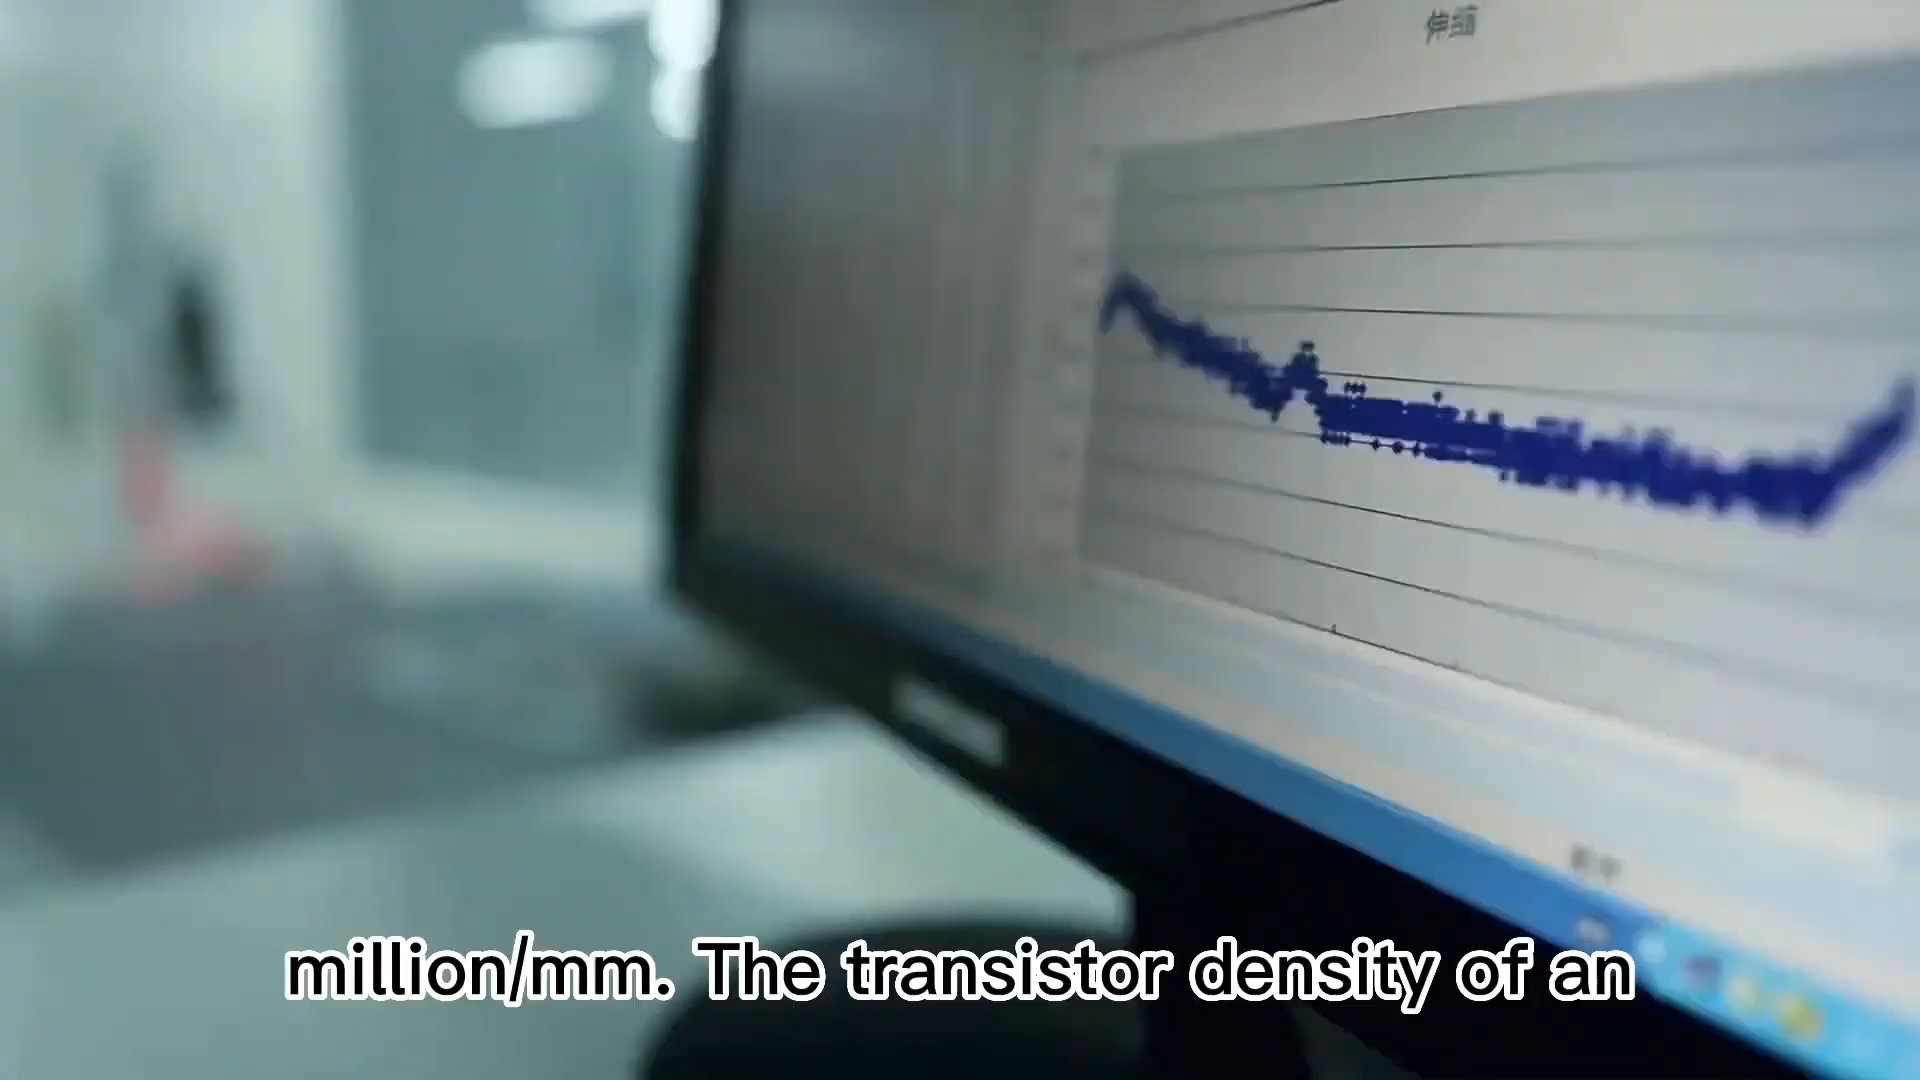 伸缩
million/mm. The transistor density of an